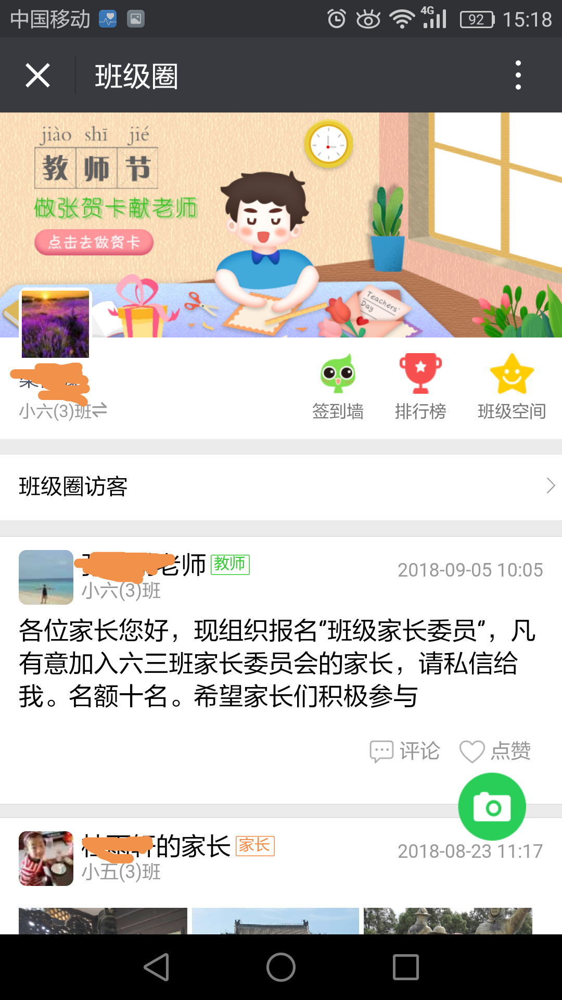 中国移动 4G 92 15:18
班级圈
jiào shī jié
教师节
做张贺卡献老师
点击去做贺卡
Teachers'
Day
小六(3)班
签到墙 排行榜 班级空间
班级圈访客
老师 教师 2018-09-05 10:05
小六(3)班
各位家长您好，现组织报名“班级家长委员”，凡
有意加入六三班家长委员会的家长，请私信给
我。名额十名。希望家长们积极参与
评论 点赞
的家长 家长 2018-08-23 11:17
小五(3)班